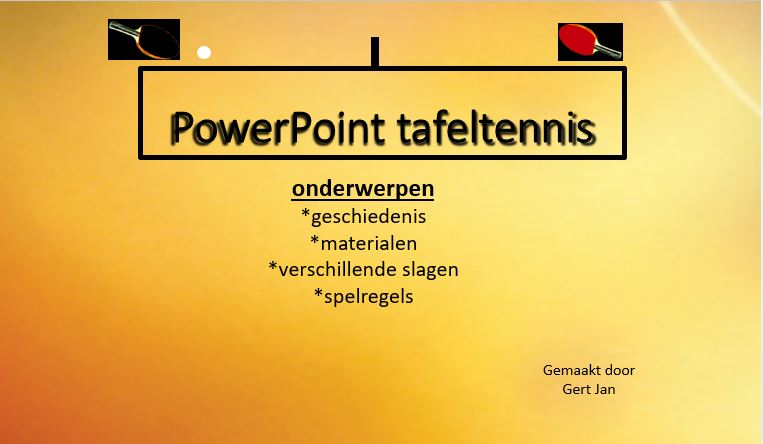 PowerPoint tafeltennis
onderwerpen
*geschiedenis
*materialen
*verschillende slagen
*spelregels
Gemaakt door
Gert Jan